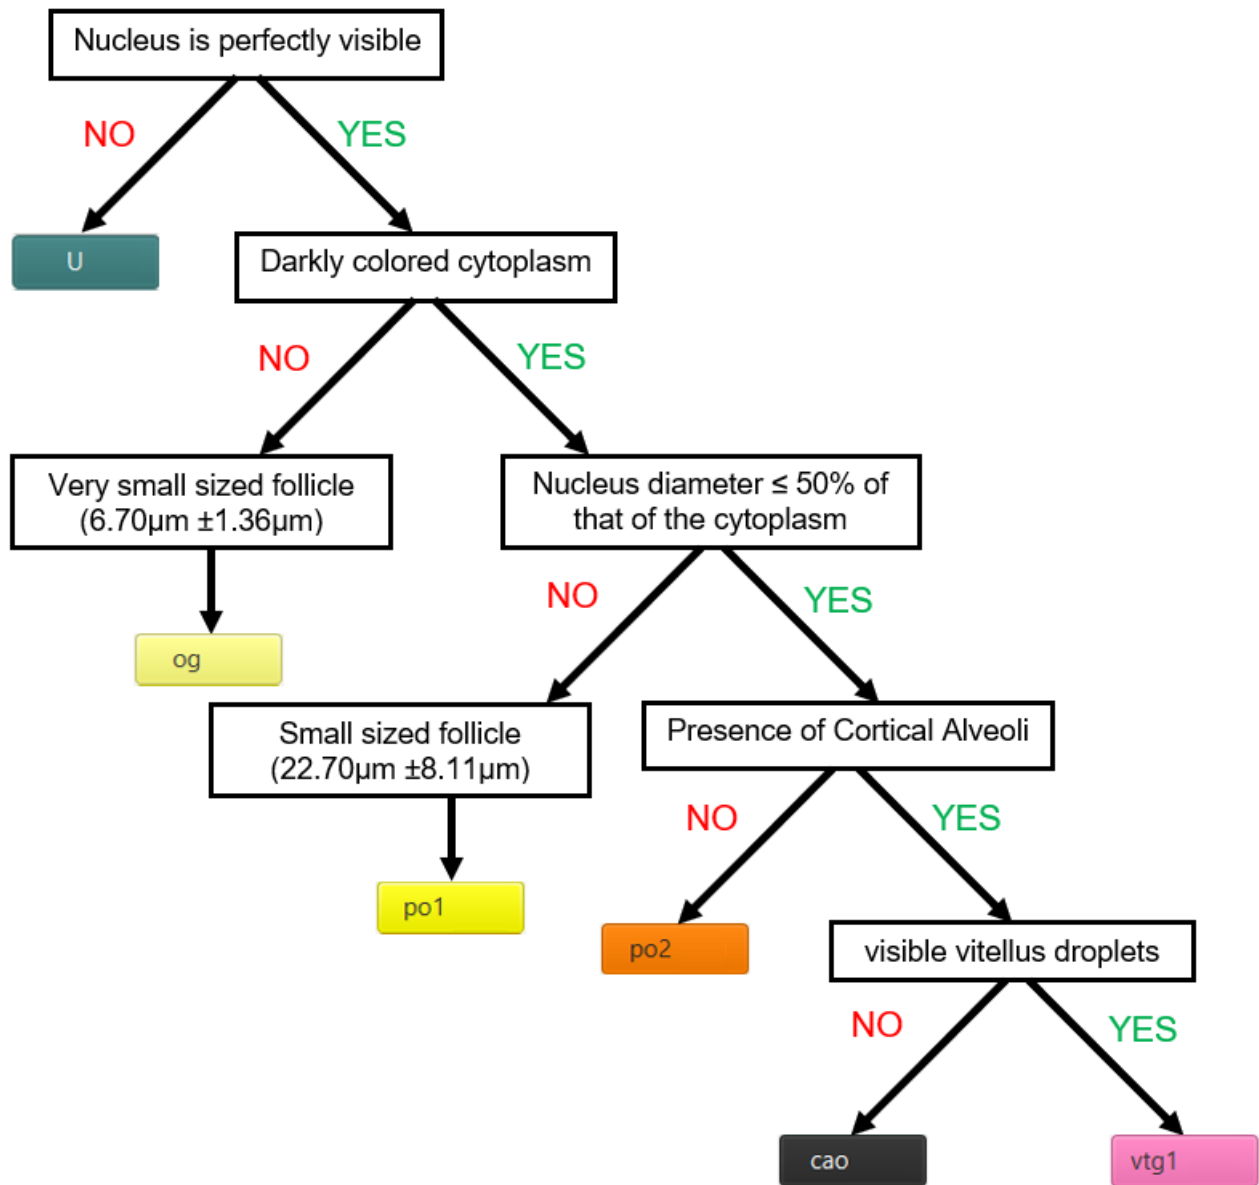 Nucleus is perfectly visible
NO
YES
U
Darkly colored cytoplasm
NO
YES
Very small sized follicle
(6.70µm ±1.36µm)
Nucleus diameter ≤ 50% of
that of the cytoplasm
NO
YES
og
Small sized follicle
(22.70µm ±8.11µm)
Presence of Cortical Alveoli
NO
YES
po1
po2
visible vitellus droplets
NO
YES
cao
vtg1